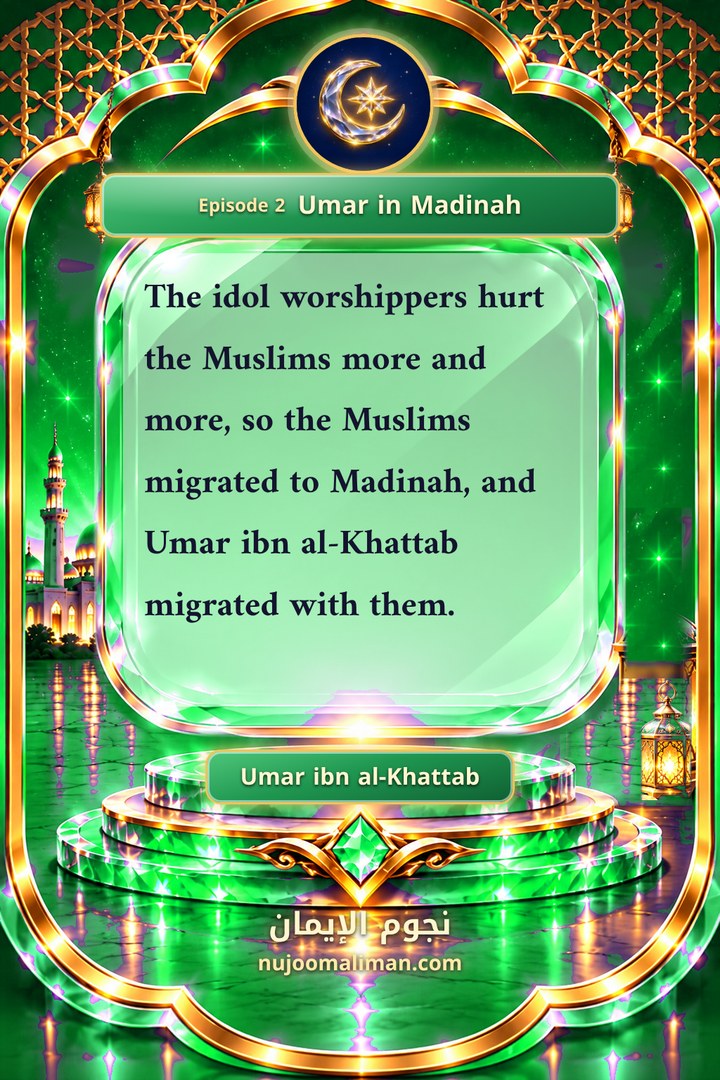 Episode 2 Umar in Madinah
The idol worshippers hurt
the Muslims more and
more, so the Muslims
migrated to Madinah, and
Umar ibn al-Khattab
migrated with them.
Umar ibn al-Khattab
نجوم الإيمان
nujoomaliman.com